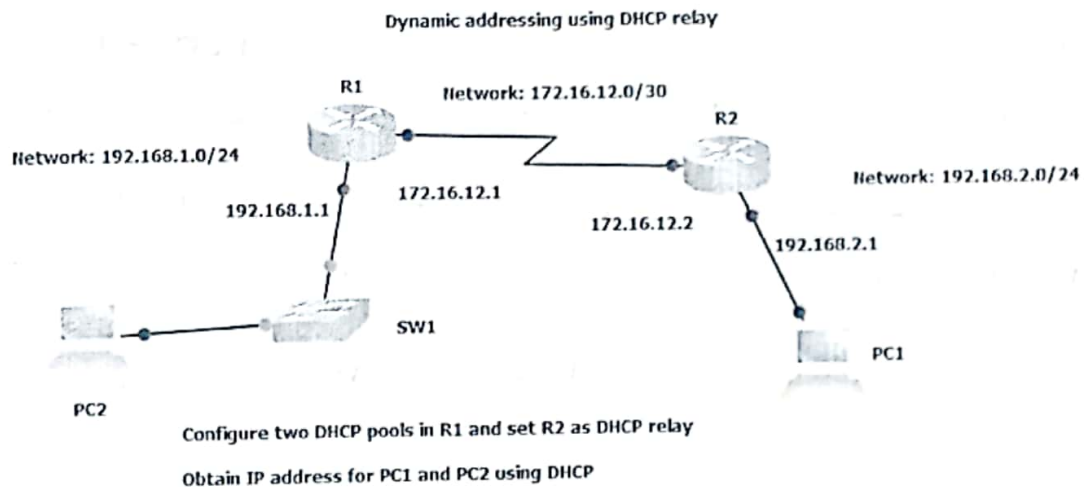 Dynamic addressing using DHCP relay
R1
Network: 172.16.12.0/30
R2
Network: 192.168.1.0/24
Network: 192.168.2.0/24
172.16.12.1
192.168.1.1
172.16.12.2
192.168.2.1
SW1
PC1
PC2
Configure two DHCP pools in R1 and set R2 as DHCP relay
Obtain IP address for PC1 and PC2 using DHCP